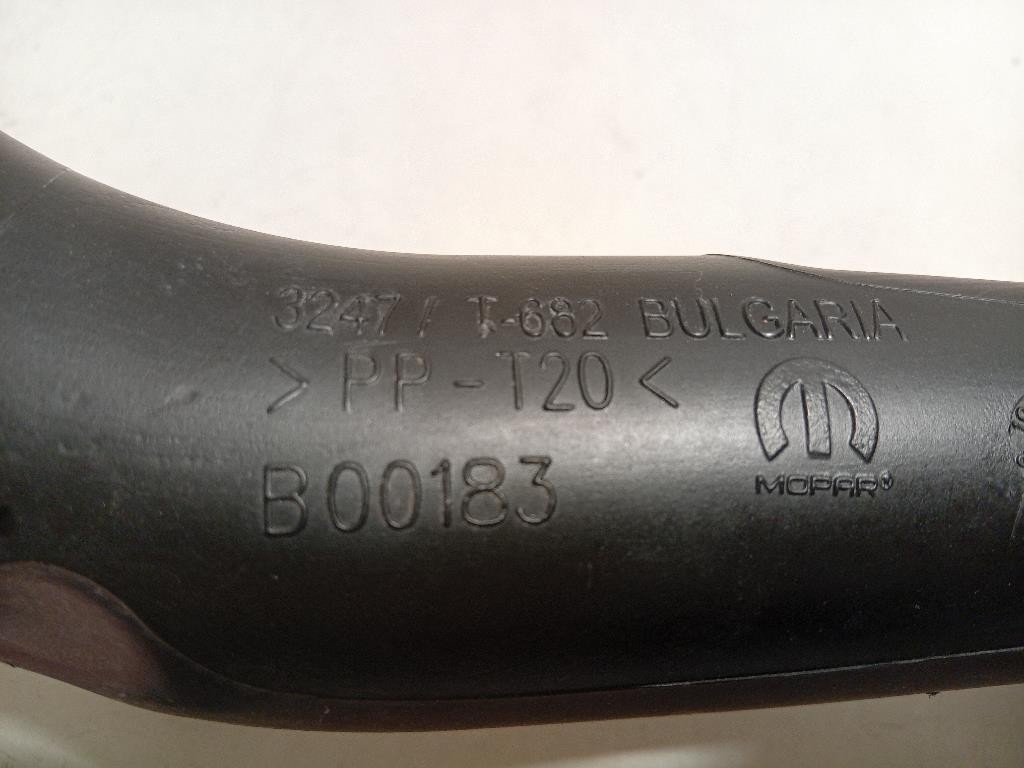 3247 / T-682 BULGARIA
>PP-T20<
B00183
MOPAR®